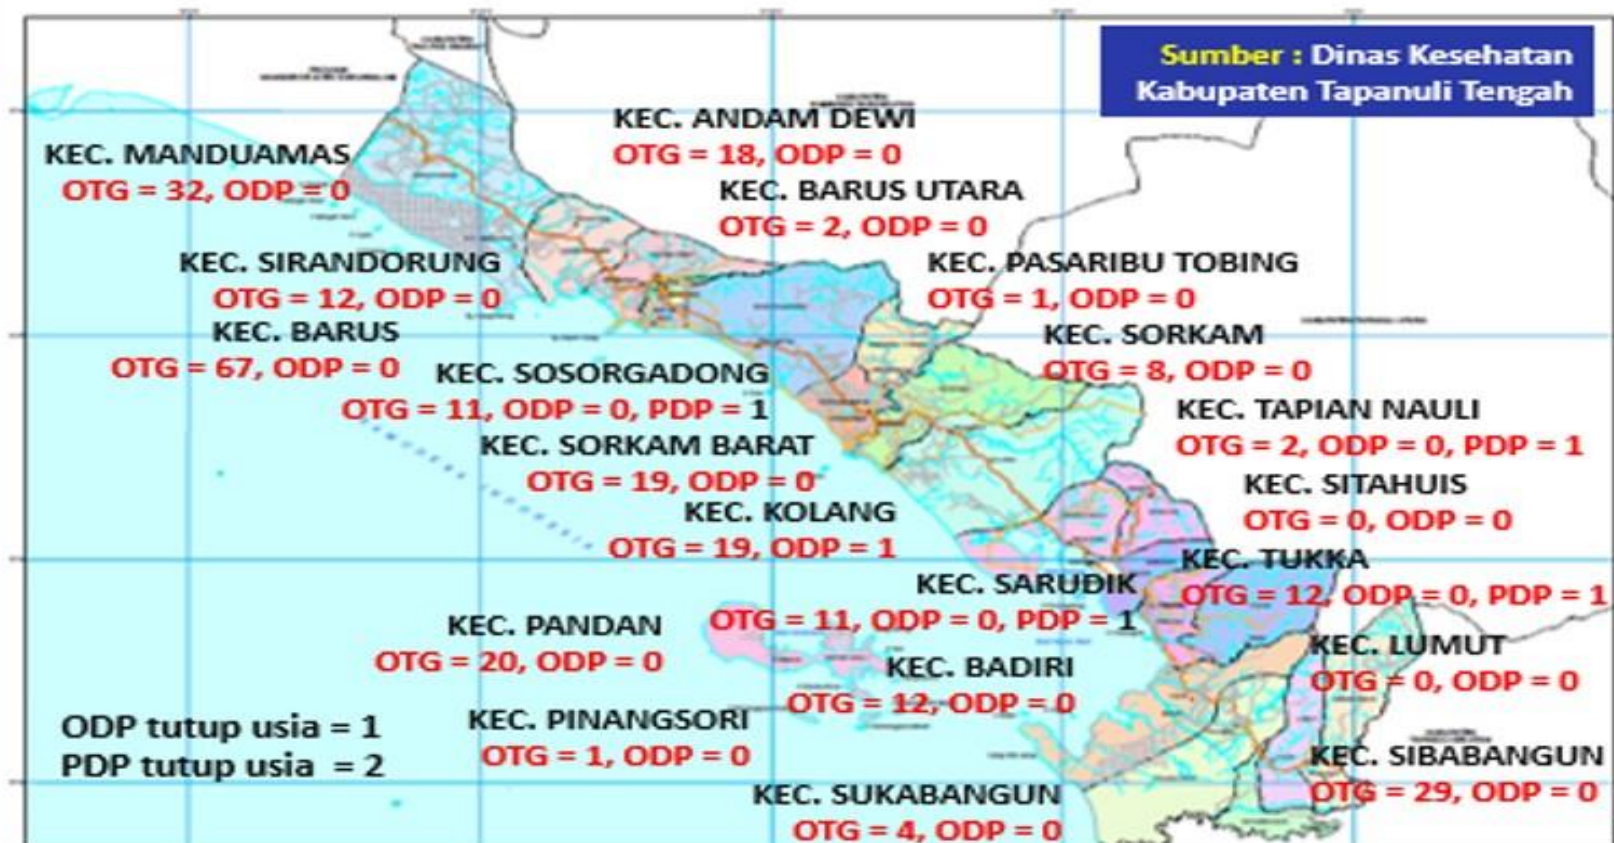 Sumber : Dinas Kesehatan
Kabupaten Tapanuli Tengah
KEC. ANDAM DEWI
OTG = 18, ODP = 0
KEC. MANDUAMAS
OTG = 32, ODP = 0
KEC. BARUS UTARA
OTG = 2, ODP = 0
KEC. SIRANDORUNG
OTG = 12, ODP = 0
KEC. PASARIBU TOBING
OTG = 1, ODP = 0
KEC. BARUS
OTG = 67, ODP = 0
KEC. SORKAM
OTG = 8, ODP = 0
KEC. SOSORGADONG
OTG = 11, ODP = 0, PDP = 1
KEC. TAPIAN NAULI
OTG = 2, ODP = 0, PDP = 1
KEC. SORKAM BARAT
OTG = 19, ODP = 0
KEC. SITAHUIS
OTG = 0, ODP = 0
KEC. KOLANG
OTG = 19, ODP = 1
KEC. TUKKA
OTG = 12, ODP = 0, PDP = 1
KEC. SARUDIK
OTG = 11, ODP = 0, PDP = 1
KEC. PANDAN
OTG = 20, ODP = 0
KEC. LUMUT
OTG = 0, ODP = 0
KEC. BADIRI
OTG = 12, ODP = 0
KEC. PINANGSORI
OTG = 1, ODP = 0
ODP tutup usia = 1
PDP tutup usia = 2
KEC. SIBABANGUN
OTG = 29, ODP = 0
KEC. SUKABANGUN
OTG = 4, ODP = 0